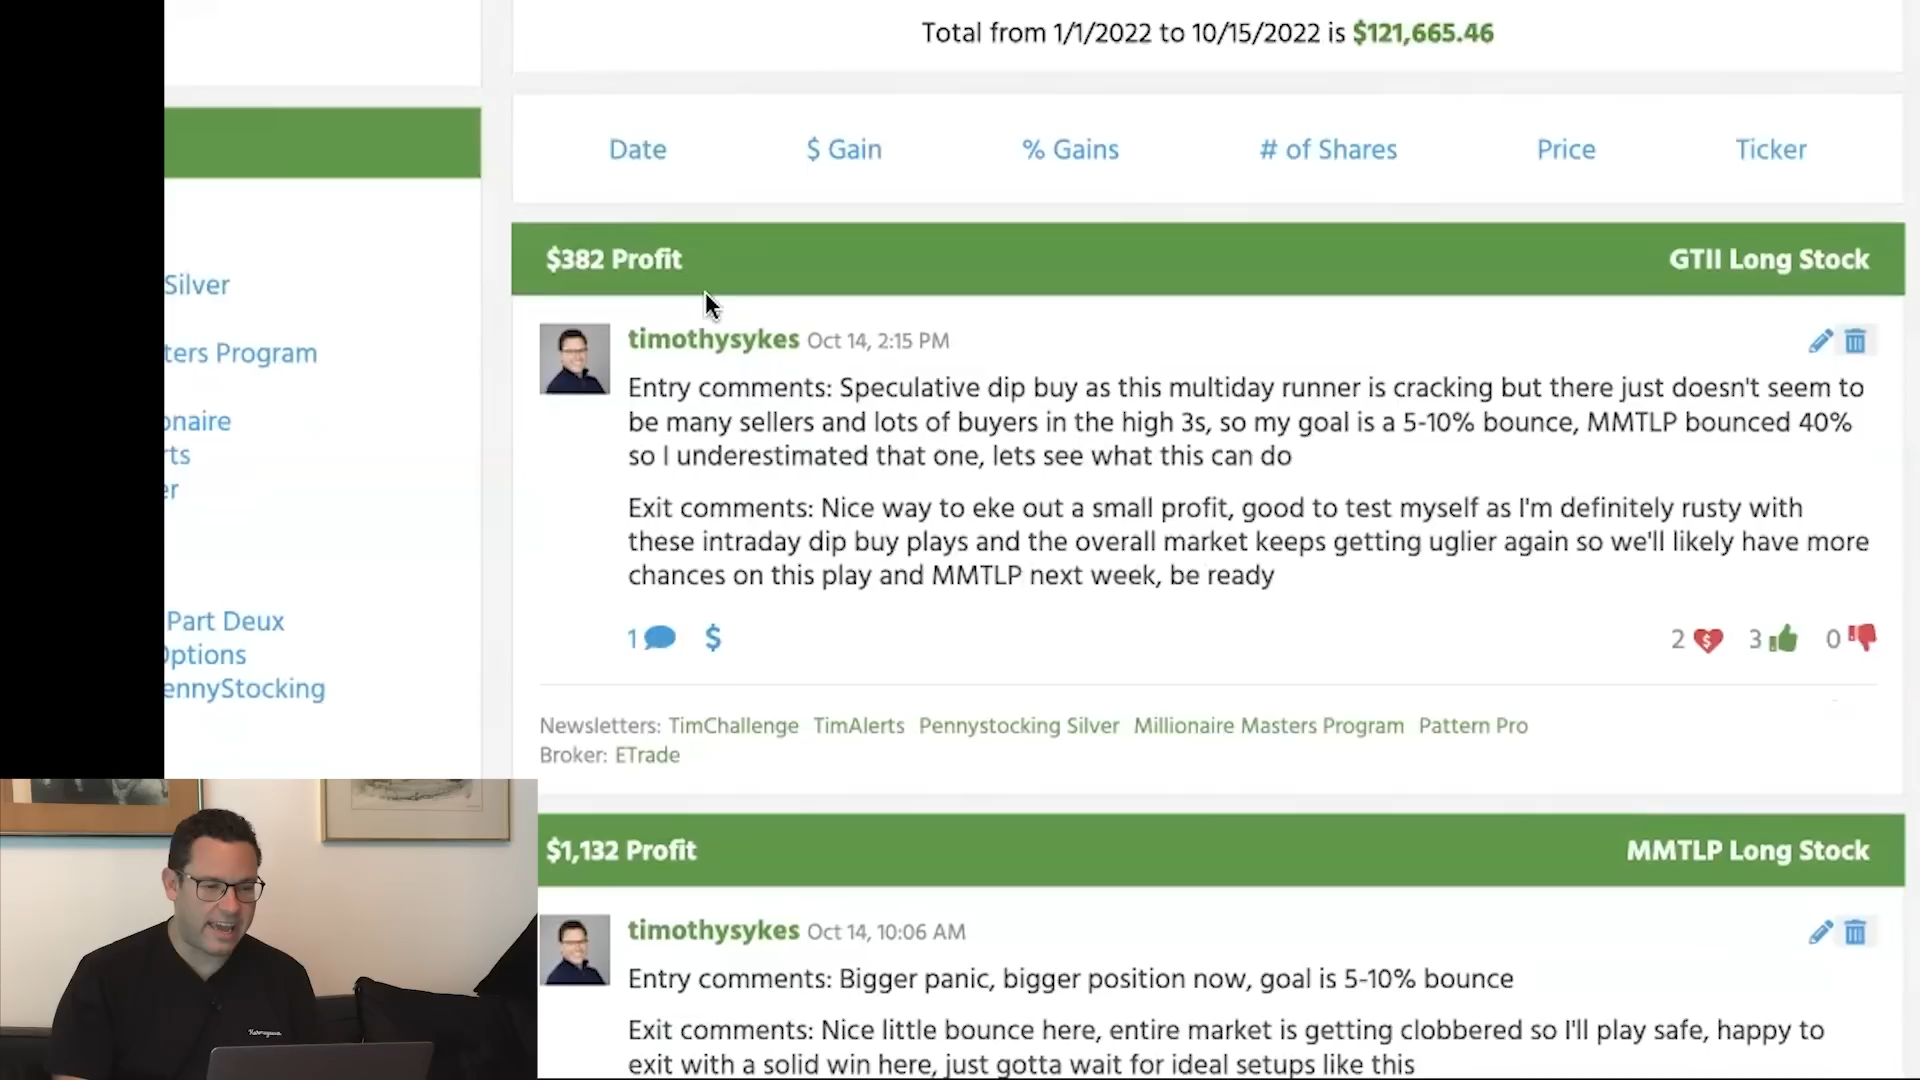 Total from 1/1/2022 to 10/15/2022 is $121,665.46
Date $ Gain % Gains # of Shares Price Ticker
Silver
ters Program
onaire
rts
er
Part Deux
Options
ennyStocking
$382 Profit GTII Long Stock
timothysykes Oct 14, 2:15 PM
Entry comments: Speculative dip buy as this multiday runner is cracking but there just doesn't seem to
be many sellers and lots of buyers in the high 3s, so my goal is a 5-10% bounce, MMTLP bounced 40%
so I underestimated that one, lets see what this can do
Exit comments: Nice way to eke out a small profit, good to test myself as I'm definitely rusty with
these intraday dip buy plays and the overall market keeps getting uglier again so we'll likely have more
chances on this play and MMTLP next week, be ready
1 $ 2 3 0
Newsletters: TimChallenge TimAlerts Pennystocking Silver Millionaire Masters Program Pattern Pro
Broker: ETrade
$1,132 Profit MMTLP Long Stock
timothysykes Oct 14, 10:06 AM
Entry comments: Bigger panic, bigger position now, goal is 5-10% bounce
Exit comments: Nice little bounce here, entire market is getting clobbered so I'll play safe, happy to
exit with a solid win here, just gotta wait for ideal setups like this